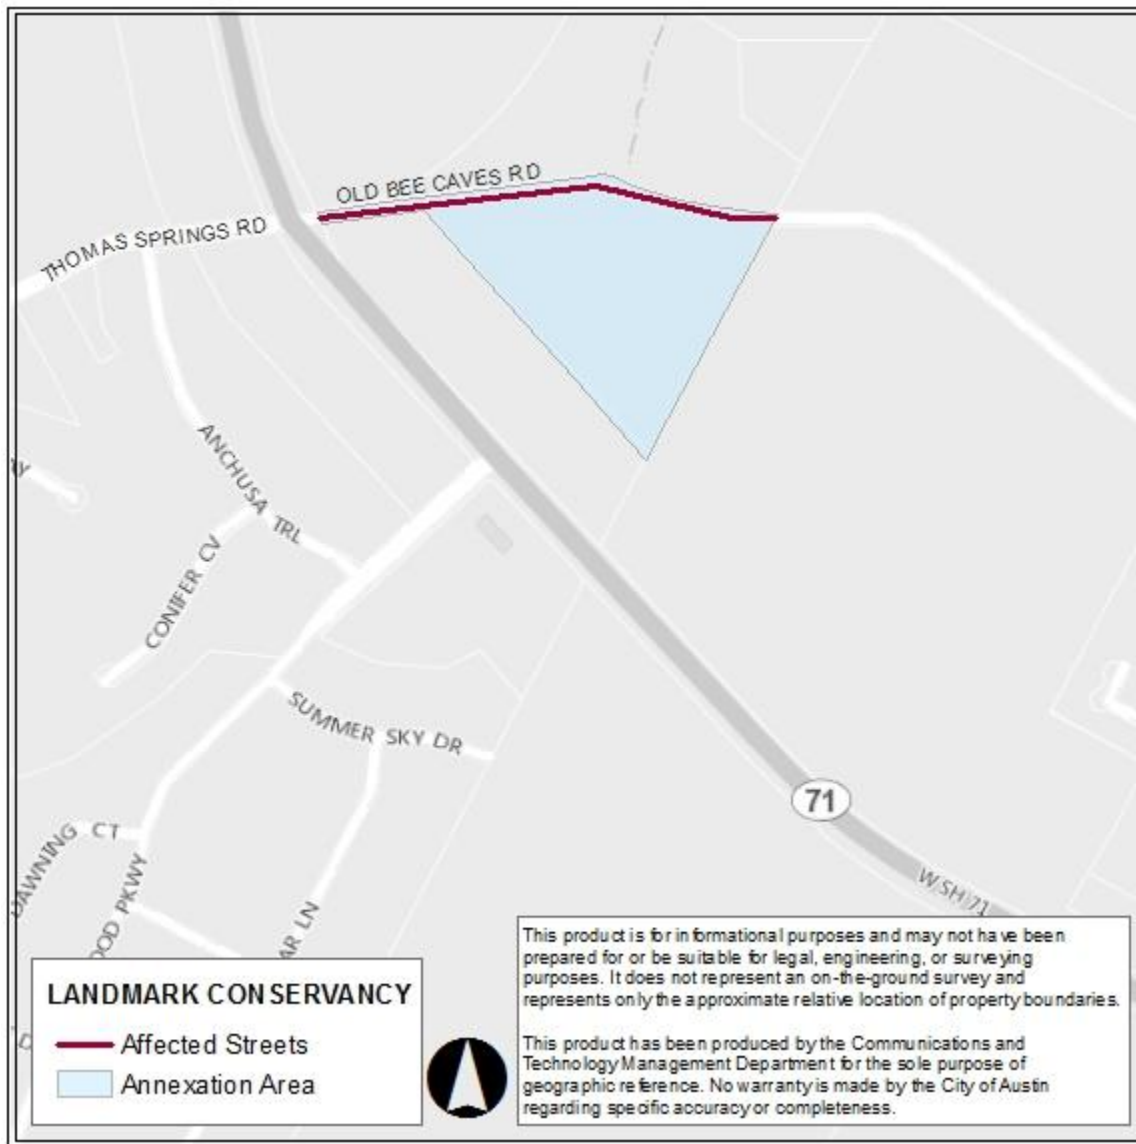 OLD BEE CAVES RD
THOMAS SPRINGS RD
ANCHUSA TRL
CONIFER CV
SUMMER SKY DR
71
W SH 71
DAWNING CT
OOD PKWY
AR LN
LANDMARK CONSERVANCY
Affected Streets
Annexation Area
This product is for informational purposes and may not have been
prepared for or be suitable for legal, engineering, or surveying
purposes. It does not represent an on-the-ground survey and
represents only the approximate relative location of property boundaries.
This product has been produced by the Communications and
Technology Management Department for the sole purpose of
geographic reference. No warranty is made by the City of Austin
regarding specific accuracy or completeness.